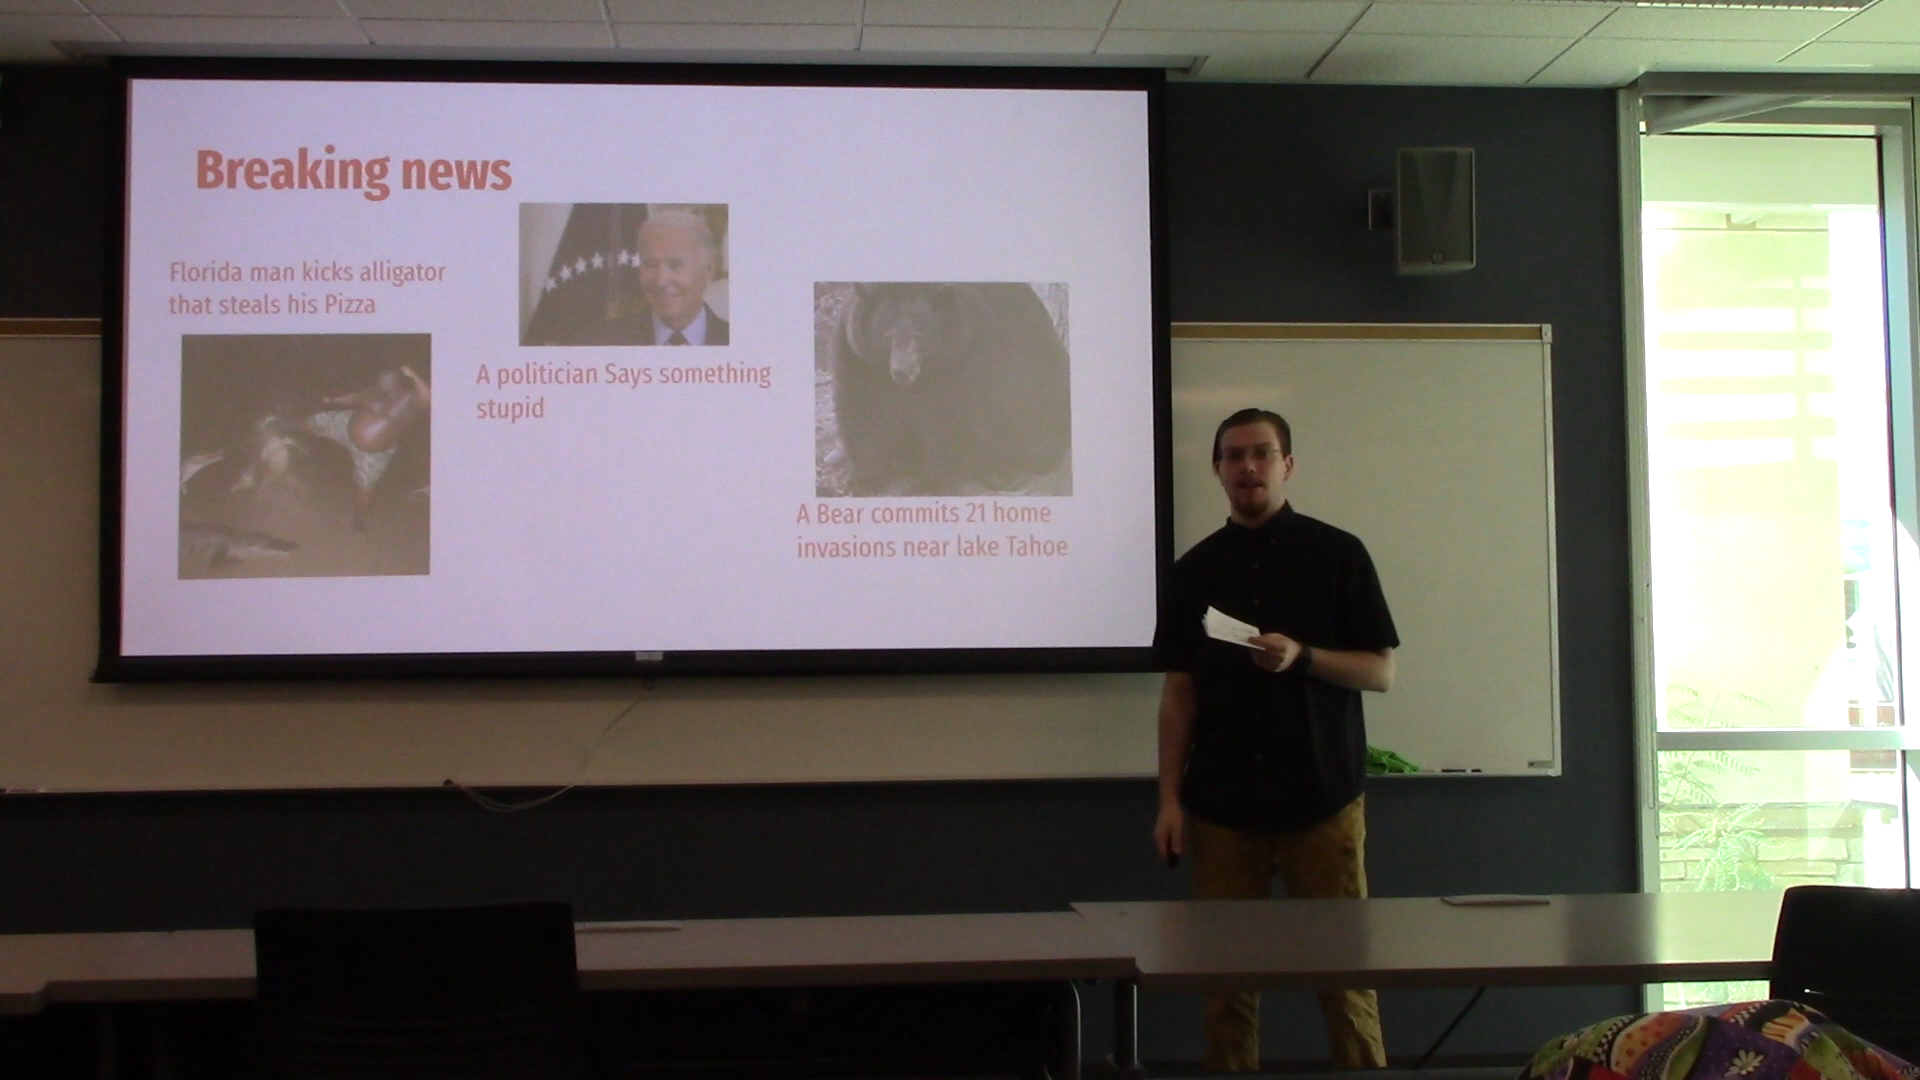 Breaking news
Florida man kicks alligator
that steals his Pizza
A politician Says something
stupid
A Bear commits 21 home
invasions near lake Tahoe